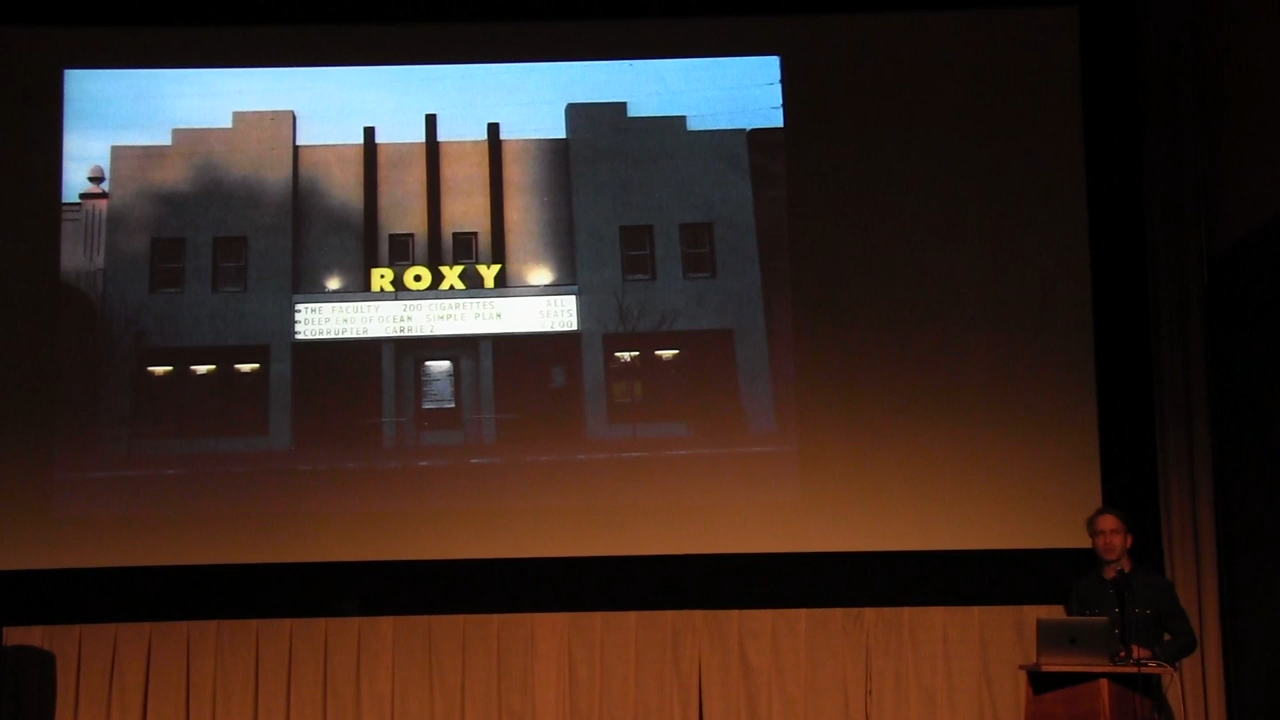 ROXY
THE FACULTY 200 CIGARETTES ALL
DEEP END OF OCEAN SIMPLE PLAN SEATS
CORRUPTER CARRIE 2 2.00